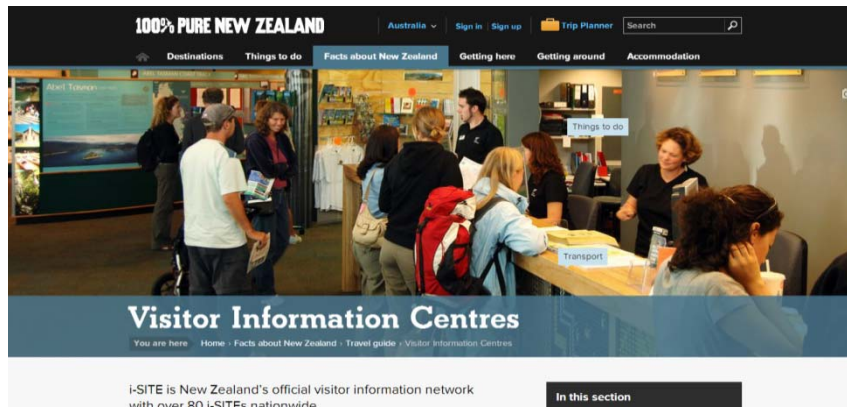 100% PURE NEW ZEALAND
Australia
Sign in Sign up
Trip Planner
Search
Destinations
Things to do
Facts about New Zealand
Getting here
Getting around
Accommodation
Abel Tasman
Things to do
Transport
Visitor Information Centres
You are here Home › Facts about New Zealand › Travel guide › Visitor Information Centres
i-SITE is New Zealand's official visitor information network
with over 80 i-SITEs nationwide
In this section